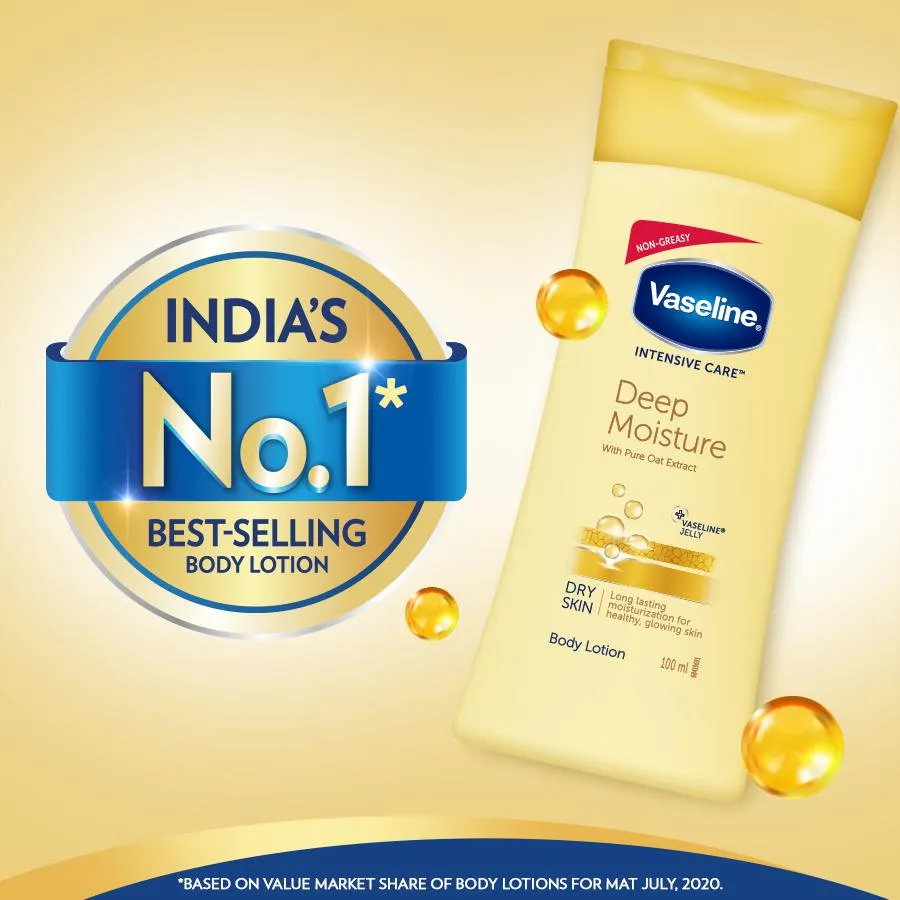 INDIA'S
No.1*
BEST-SELLING
BODY LOTION
NON-GREASY
Vaseline®
INTENSIVE CARE™
Deep
Moisture
With Pure Oat Extract
VASELINE®
JELLY
DRY
SKIN
Long lasting
moisturization for
healthy, glowing skin
Body Lotion
100 ml
*BASED ON VALUE MARKET SHARE OF BODY LOTIONS FOR MAT JULY, 2020.